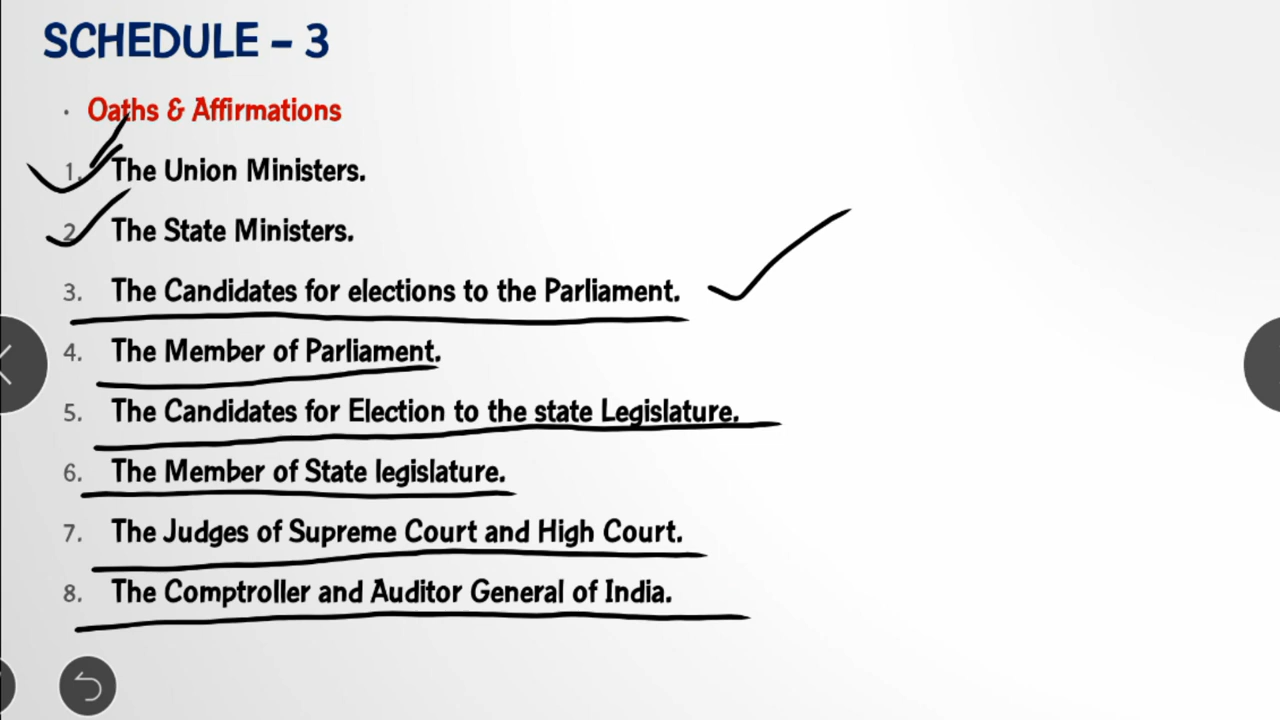 SCHEDULE – 3
• Oaths & Affirmations
1. The Union Ministers.
2. The State Ministers.
3. The Candidates for elections to the Parliament.
4. The Member of Parliament.
5. The Candidates for Election to the state Legislature.
6. The Member of State legislature.
7. The Judges of Supreme Court and High Court.
8. The Comptroller and Auditor General of India.